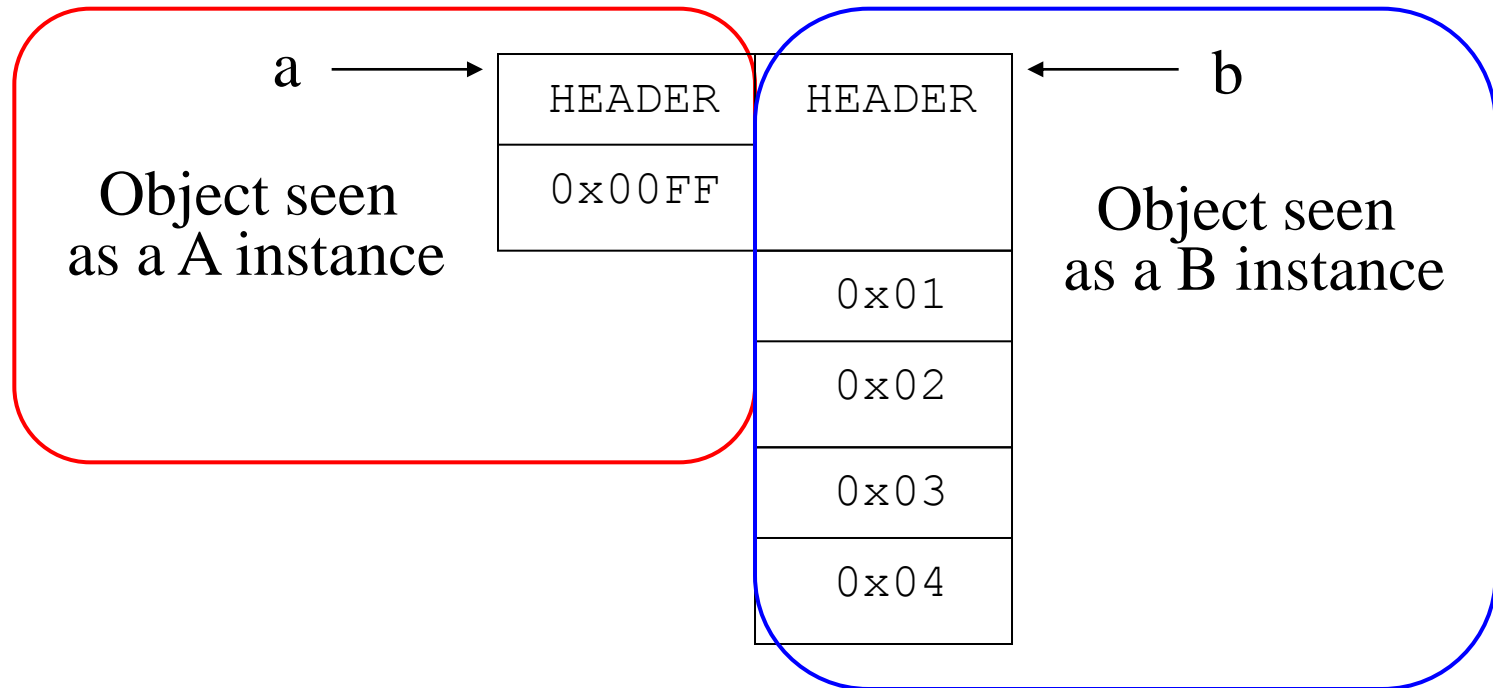 a
HEADER
HEADER
b
0x00FF
Object seen
as a A instance
Object seen
as a B instance
0x01
0x02
0x03
0x04